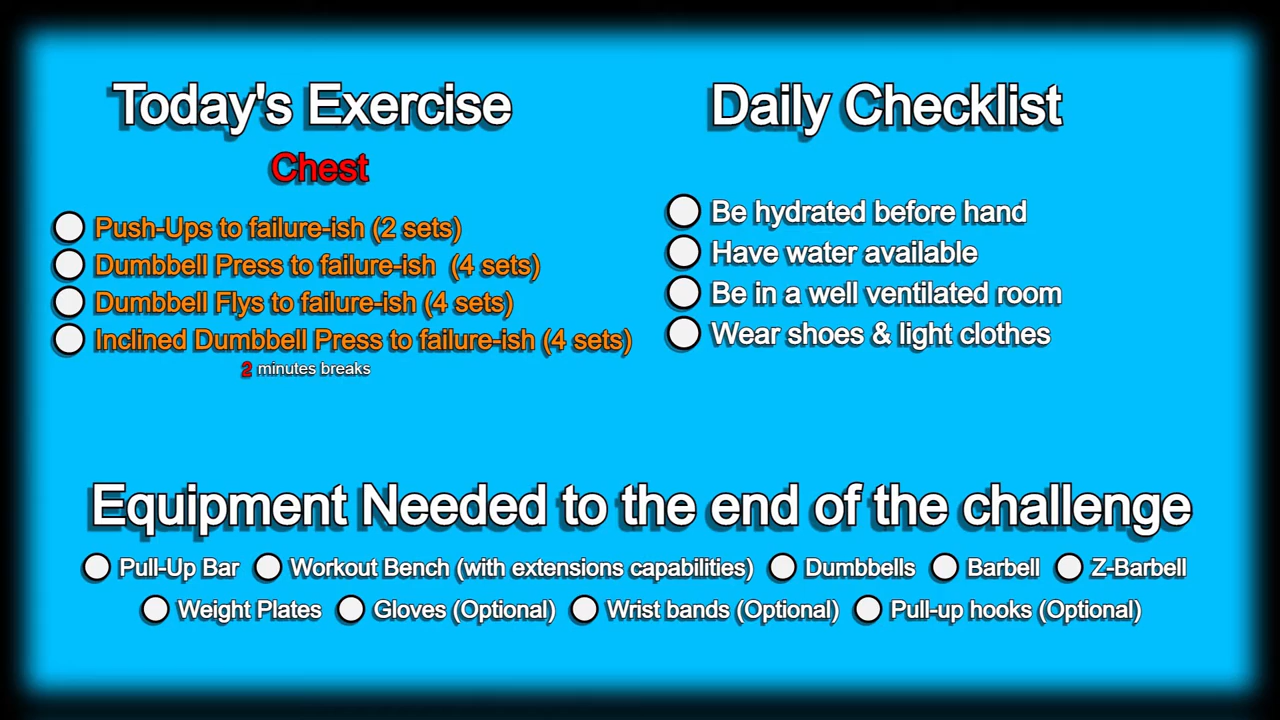 Today's Exercise
Chest
Push-Ups to failure-ish (2 sets)
Dumbbell Press to failure-ish (4 sets)
Dumbbell Flys to failure-ish (4 sets)
Inclined Dumbbell Press to failure-ish (4 sets)
2 minutes breaks
Daily Checklist
Be hydrated before hand
Have water available
Be in a well ventilated room
Wear shoes & light clothes
Equipment Needed to the end of the challenge
Pull-Up Bar Workout Bench (with extensions capabilities) Dumbbells Barbell Z-Barbell
Weight Plates Gloves (Optional) Wrist bands (Optional) Pull-up hooks (Optional)